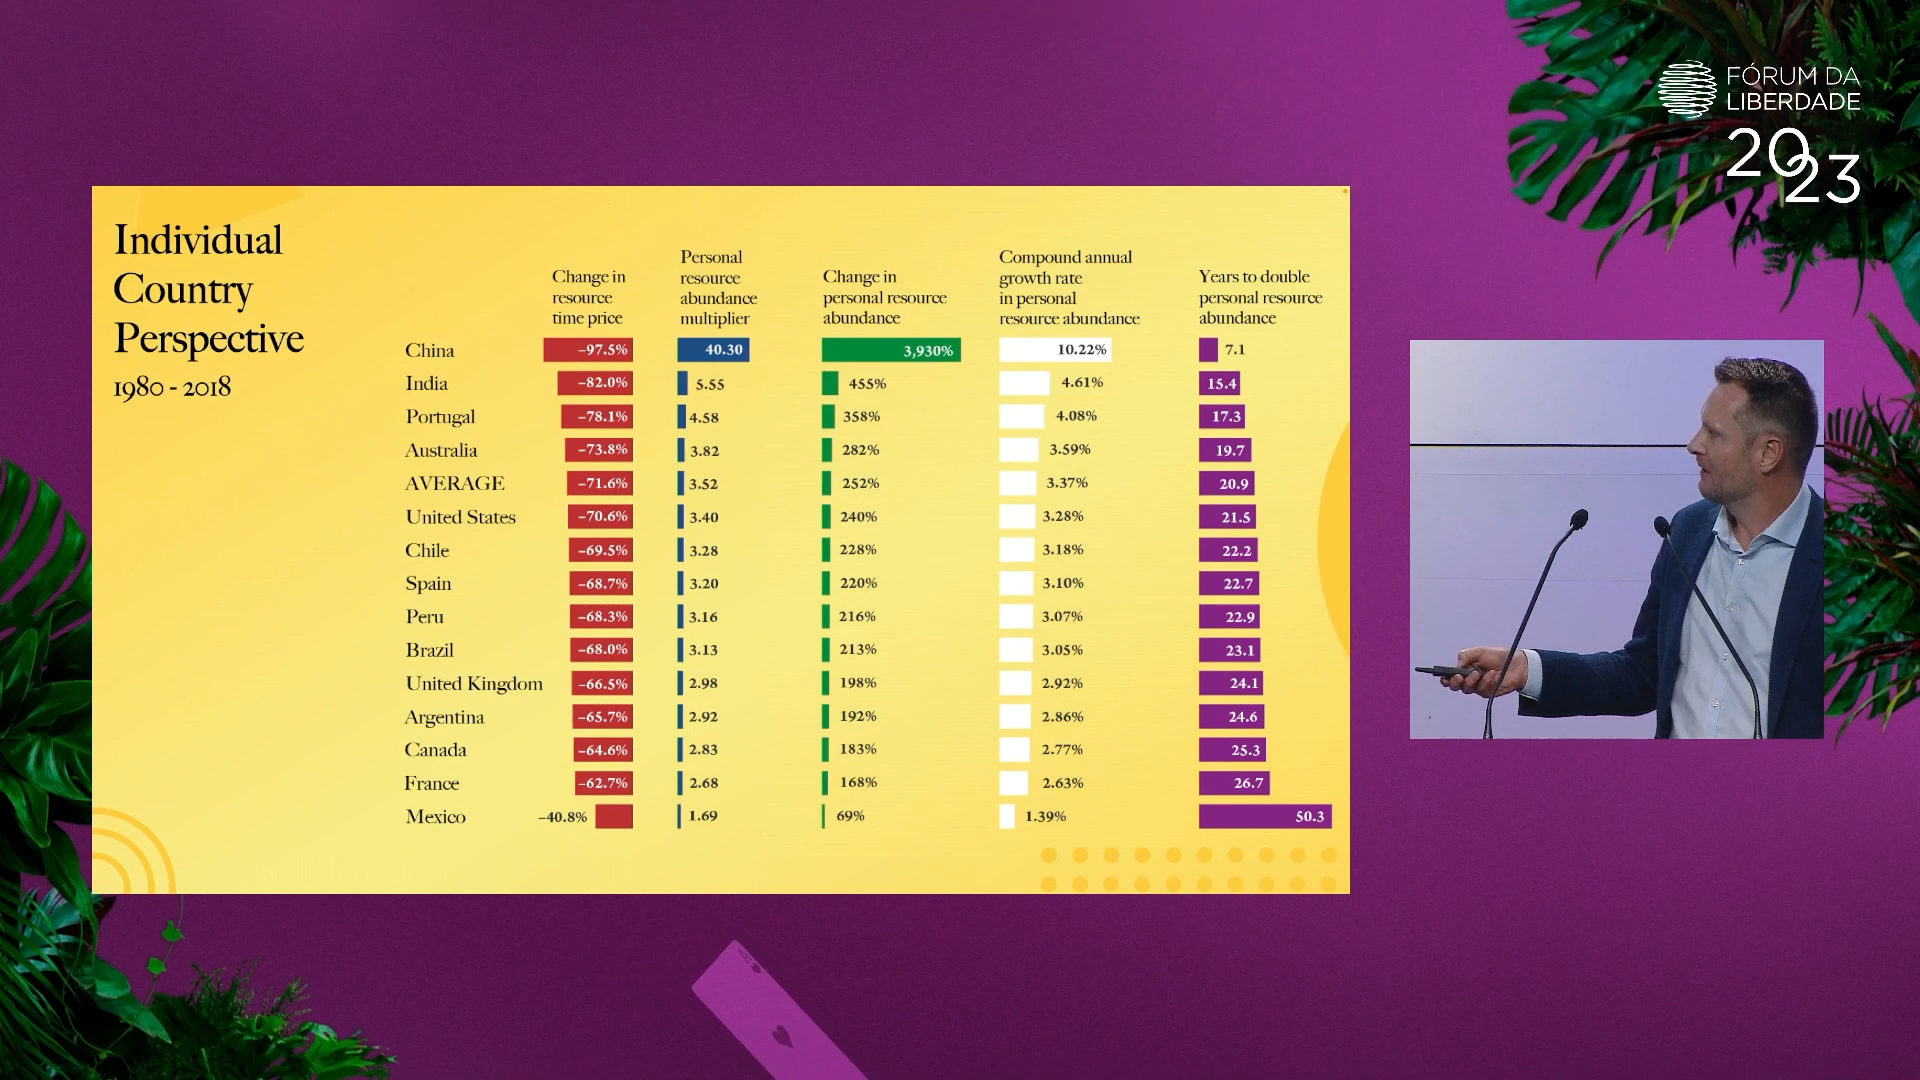 FÓRUM DA
LIBERDADE
2023
Individual
Country
Perspective
1980 - 2018
Change in
resource
time price
Personal
resource
abundance
multiplier
Change in
personal resource
abundance
Compound annual
growth rate
in personal
resource abundance
Years to double
personal resource
abundance
China –97.5% 40.30 3,930% 10.22% 7.1
India –82.0% 5.55 455% 4.61% 15.4
Portugal –78.1% 4.58 358% 4.08% 17.3
Australia –73.8% 3.82 282% 3.59% 19.7
AVERAGE –71.6% 3.52 252% 3.37% 20.9
United States –70.6% 3.40 240% 3.28% 21.5
Chile –69.5% 3.28 228% 3.18% 22.2
Spain –68.7% 3.20 220% 3.10% 22.7
Peru –68.3% 3.16 216% 3.07% 22.9
Brazil –68.0% 3.13 213% 3.05% 23.1
United Kingdom –66.5% 2.98 198% 2.92% 24.1
Argentina –65.7% 2.92 192% 2.86% 24.6
Canada –64.6% 2.83 183% 2.77% 25.3
France –62.7% 2.68 168% 2.63% 26.7
Mexico –40.8% 1.69 69% 1.39% 50.3